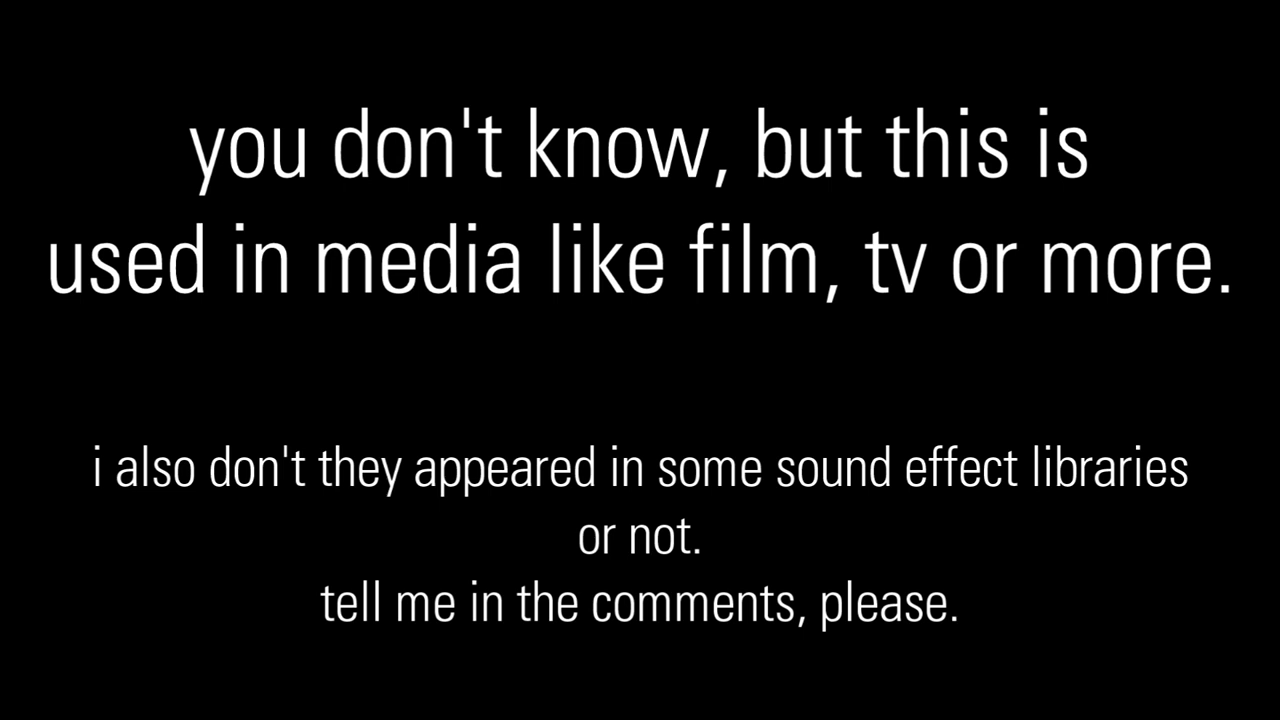 you don't know, but this is
used in media like film, tv or more.
i also don't they appeared in some sound effect libraries
or not.
tell me in the comments, please.